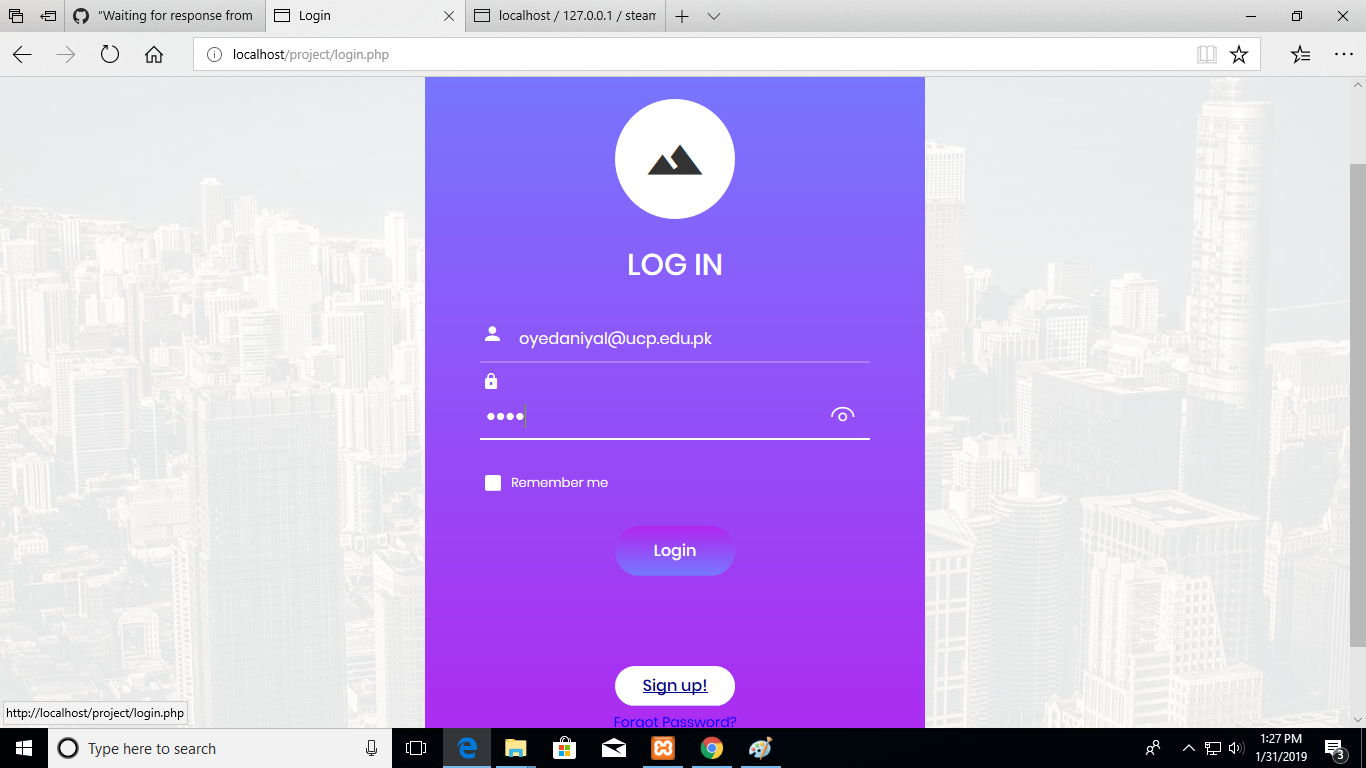 "Waiting for response from
Login
localhost / 127.0.0.1 / steam
localhost/project/login.php
LOG IN
oyedaniyal@ucp.edu.pk
Remember me
Login
Sign up!
Forgot Password?
http://localhost/project/login.php
Type here to search
1:27 PM
1/31/2019
3